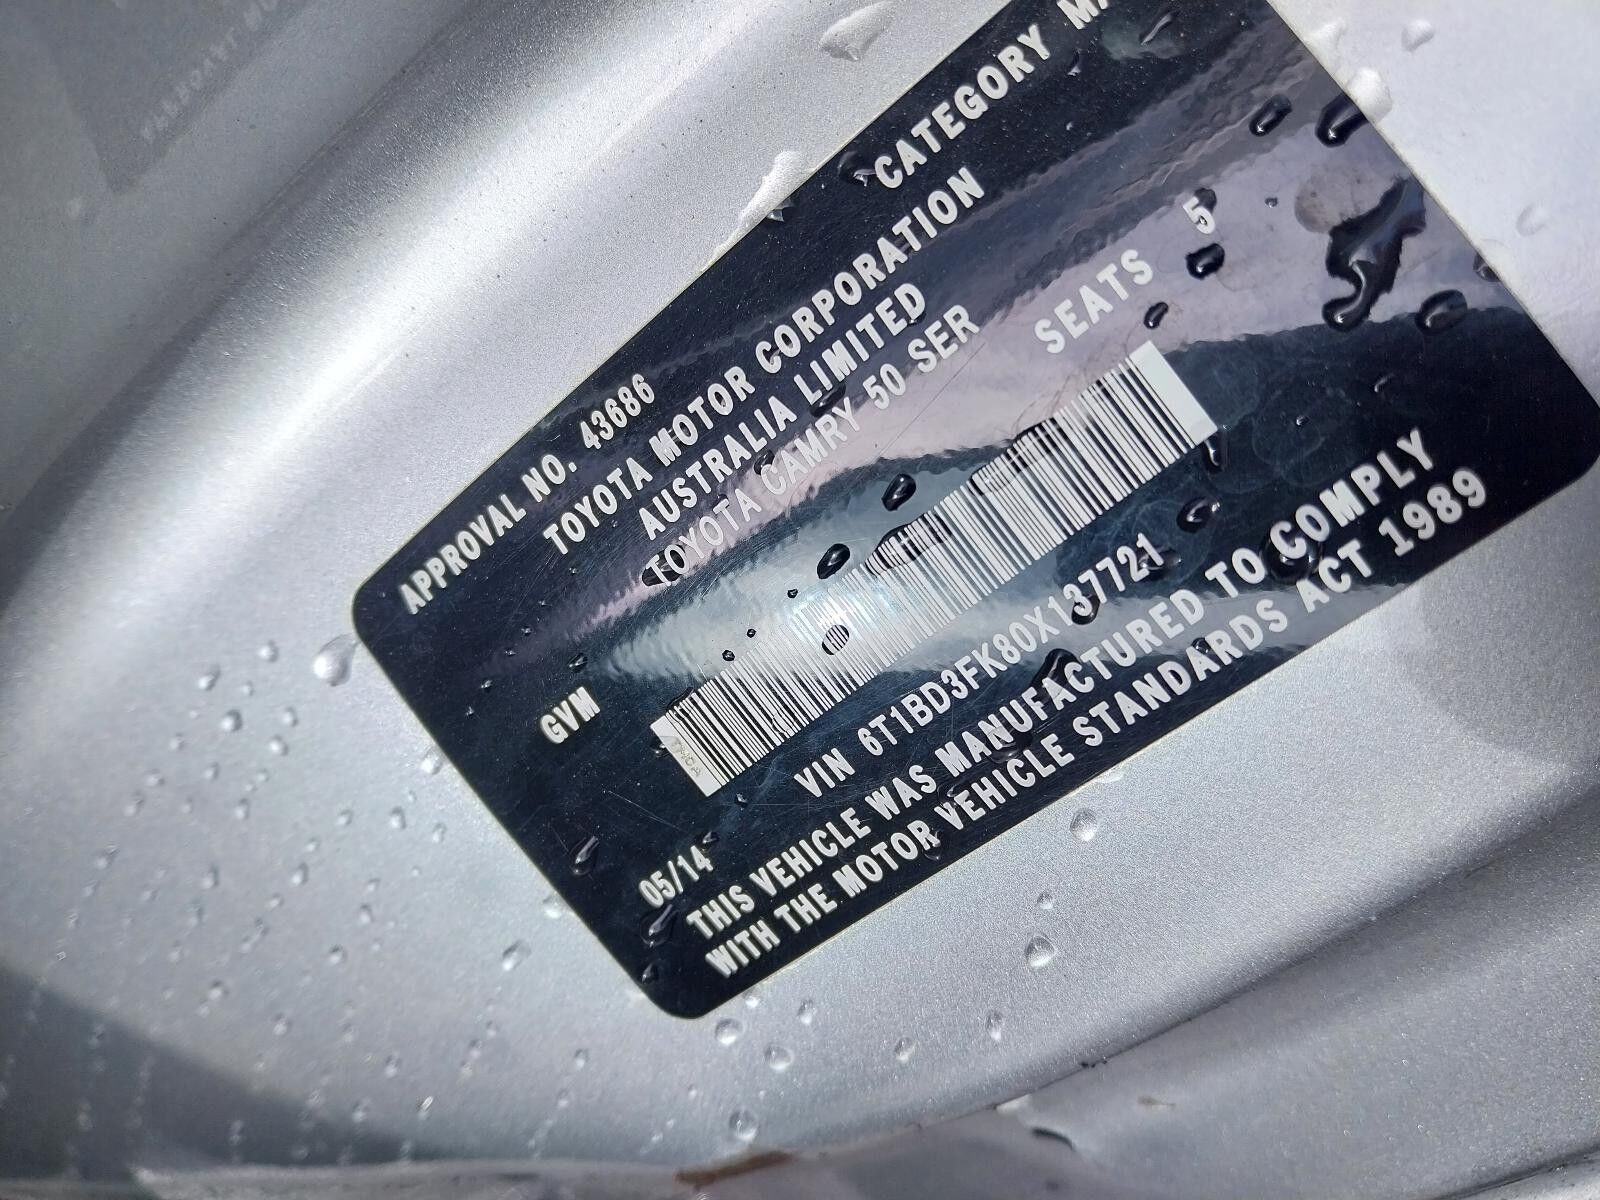 APPROVAL NO. 43686 CATEGORY MA
TOYOTA MOTOR CORPORATION
AUSTRALIA LIMITED
TOYOTA CAMRY 50 SER
GVM SEATS 5
VIN 6T1BD3FK80X137721
05/14
THIS VEHICLE WAS MANUFACTURED TO COMPLY
WITH THE MOTOR VEHICLE STANDARDS ACT 1989